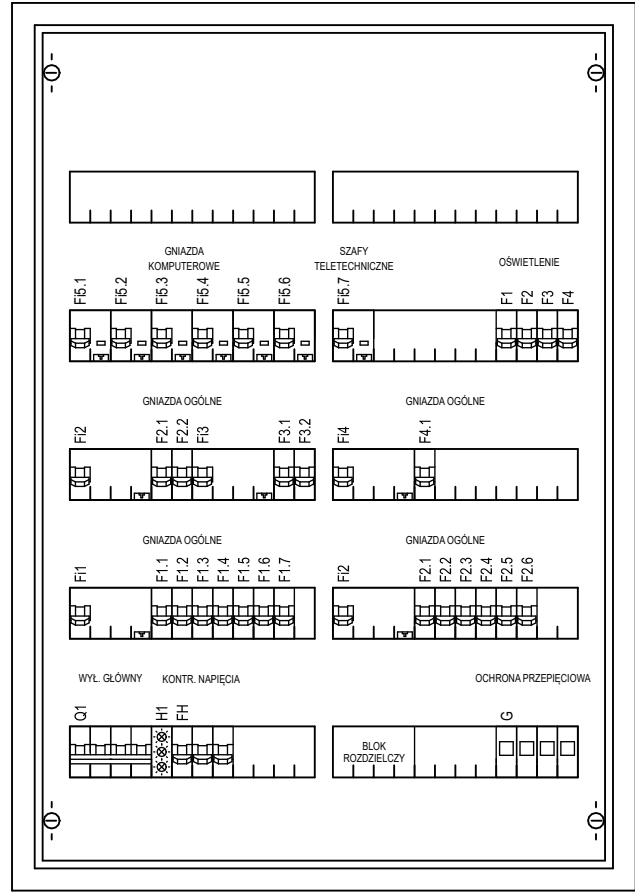 GNIAZDA
KOMPUTEROWE
SZAFY
TELETECHNICZNE
OŚWIETLENIE
Fi5.1 Fi5.2 Fi5.3 Fi5.4 Fi5.5 Fi5.6 Fi5.7 F1 F2 F3 F4
GNIAZDA OGÓLNE GNIAZDA OGÓLNE
Fi2 F2.1 F2.2 Fi3 F3.1 F3.2 Fi4 F4.1
GNIAZDA OGÓLNE GNIAZDA OGÓLNE
Fi1 F1.1 F1.2 F1.3 F1.4 F1.5 F1.6 F1.7 Fi2 F2.1 F2.2 F2.3 F2.4 F2.5 F2.6
WYŁ. GŁÓWNY KONTR. NAPIĘCIA OCHRONA PRZEPIĘCIOWA
Q1 H1 FH G
BLOK
ROZDZIELCZY